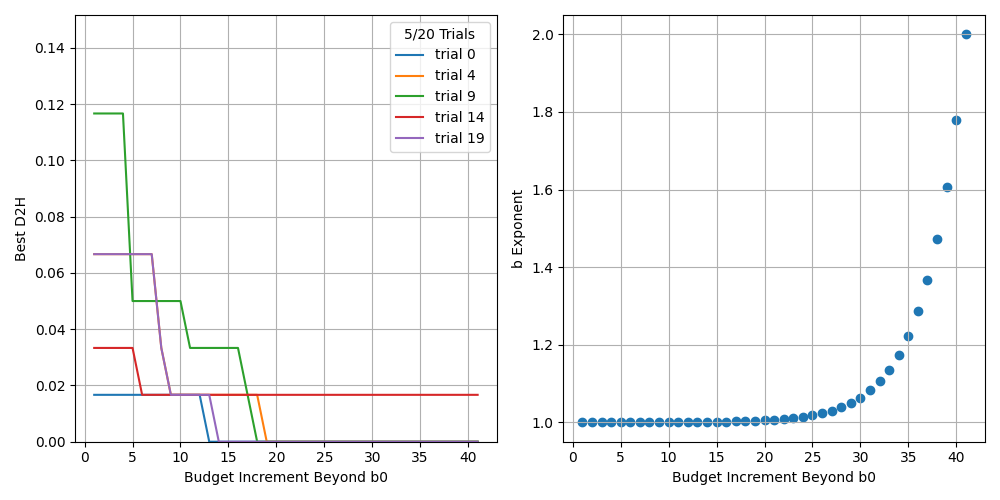 5/20 Trials
trial 0
trial 4
trial 9
trial 14
trial 19
Best D2H
0.14
0.12
0.10
0.08
0.06
0.04
0.02
0.00
0 5 10 15 20 25 30 35 40
Budget Increment Beyond b0
b Exponent
2.0
1.8
1.6
1.4
1.2
1.0
0 5 10 15 20 25 30 35 40
Budget Increment Beyond b0